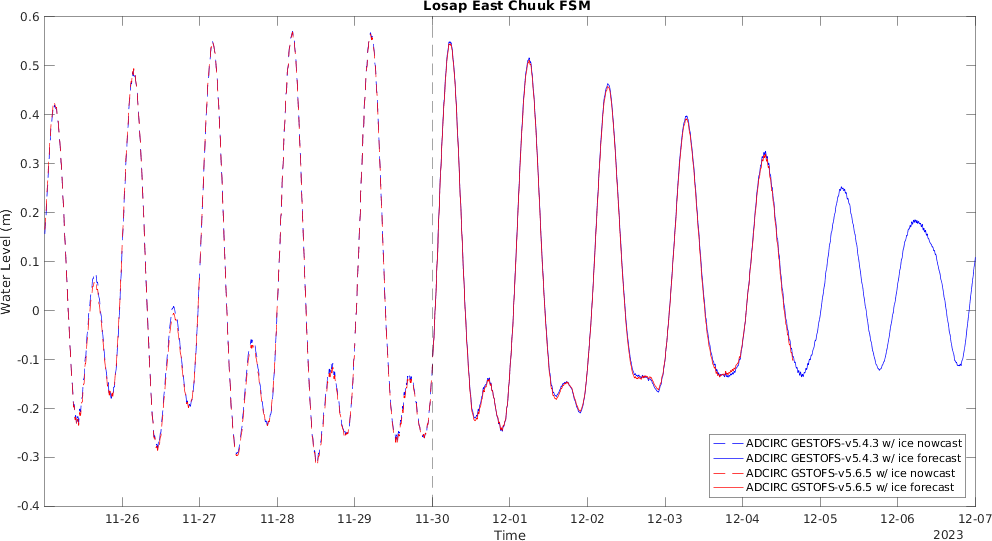 Losap East Chuuk FSM
Water Level (m)
0.6
0.5
0.4
0.3
0.2
0.1
0
-0.1
-0.2
-0.3
-0.4
ADCIRC GESTOFS-v5.4.3 w/ ice nowcast
ADCIRC GESTOFS-v5.4.3 w/ ice forecast
ADCIRC GSTOFS-v5.6.5 w/ ice nowcast
ADCIRC GSTOFS-v5.6.5 w/ ice forecast
11-26 11-27 11-28 11-29 11-30 12-01 12-02 12-03 12-04 12-05 12-06 12-07
Time
2023